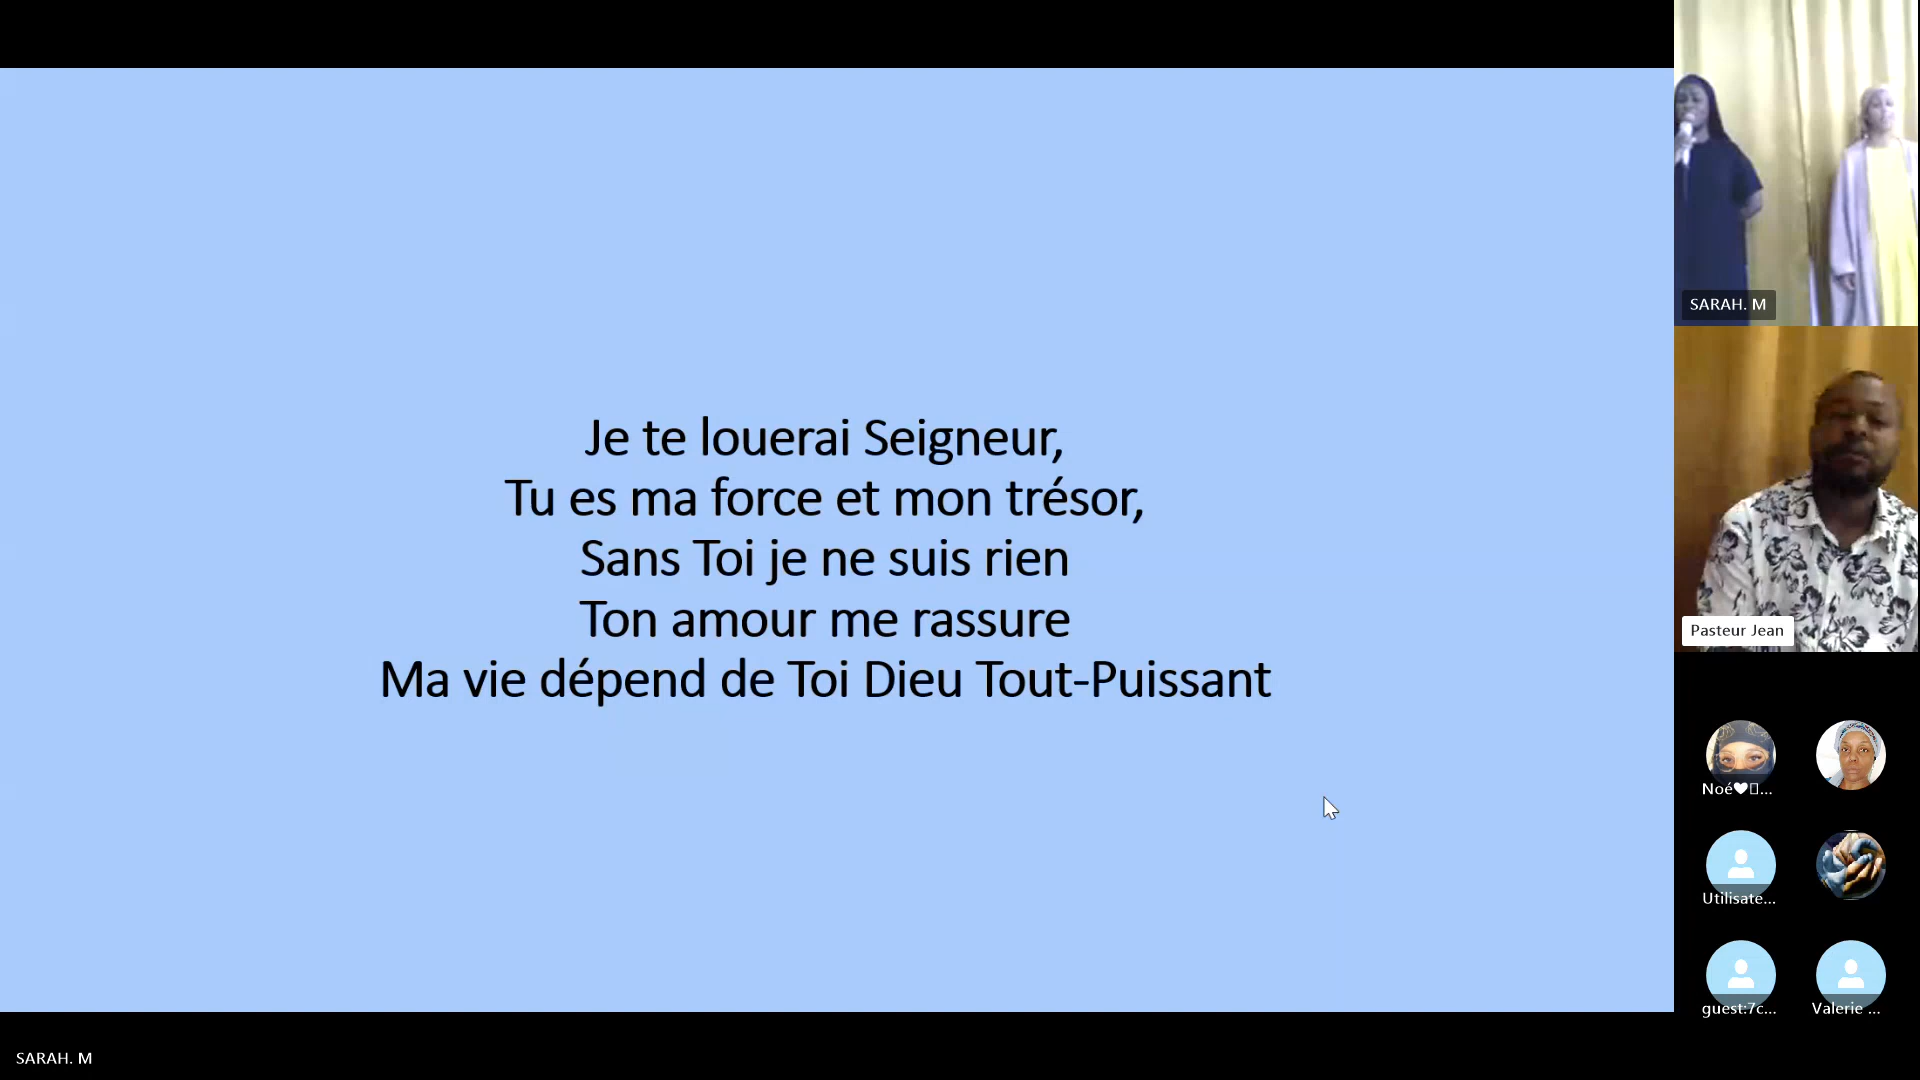 Je te louerai Seigneur,
Tu es ma force et mon trésor,
Sans Toi je ne suis rien
Ton amour me rassure
Ma vie dépend de Toi Dieu Tout-Puissant
SARAH. M
Pasteur Jean
Noé🤍...
Utilisate...
guest:7c...
Valerie ...
SARAH. M